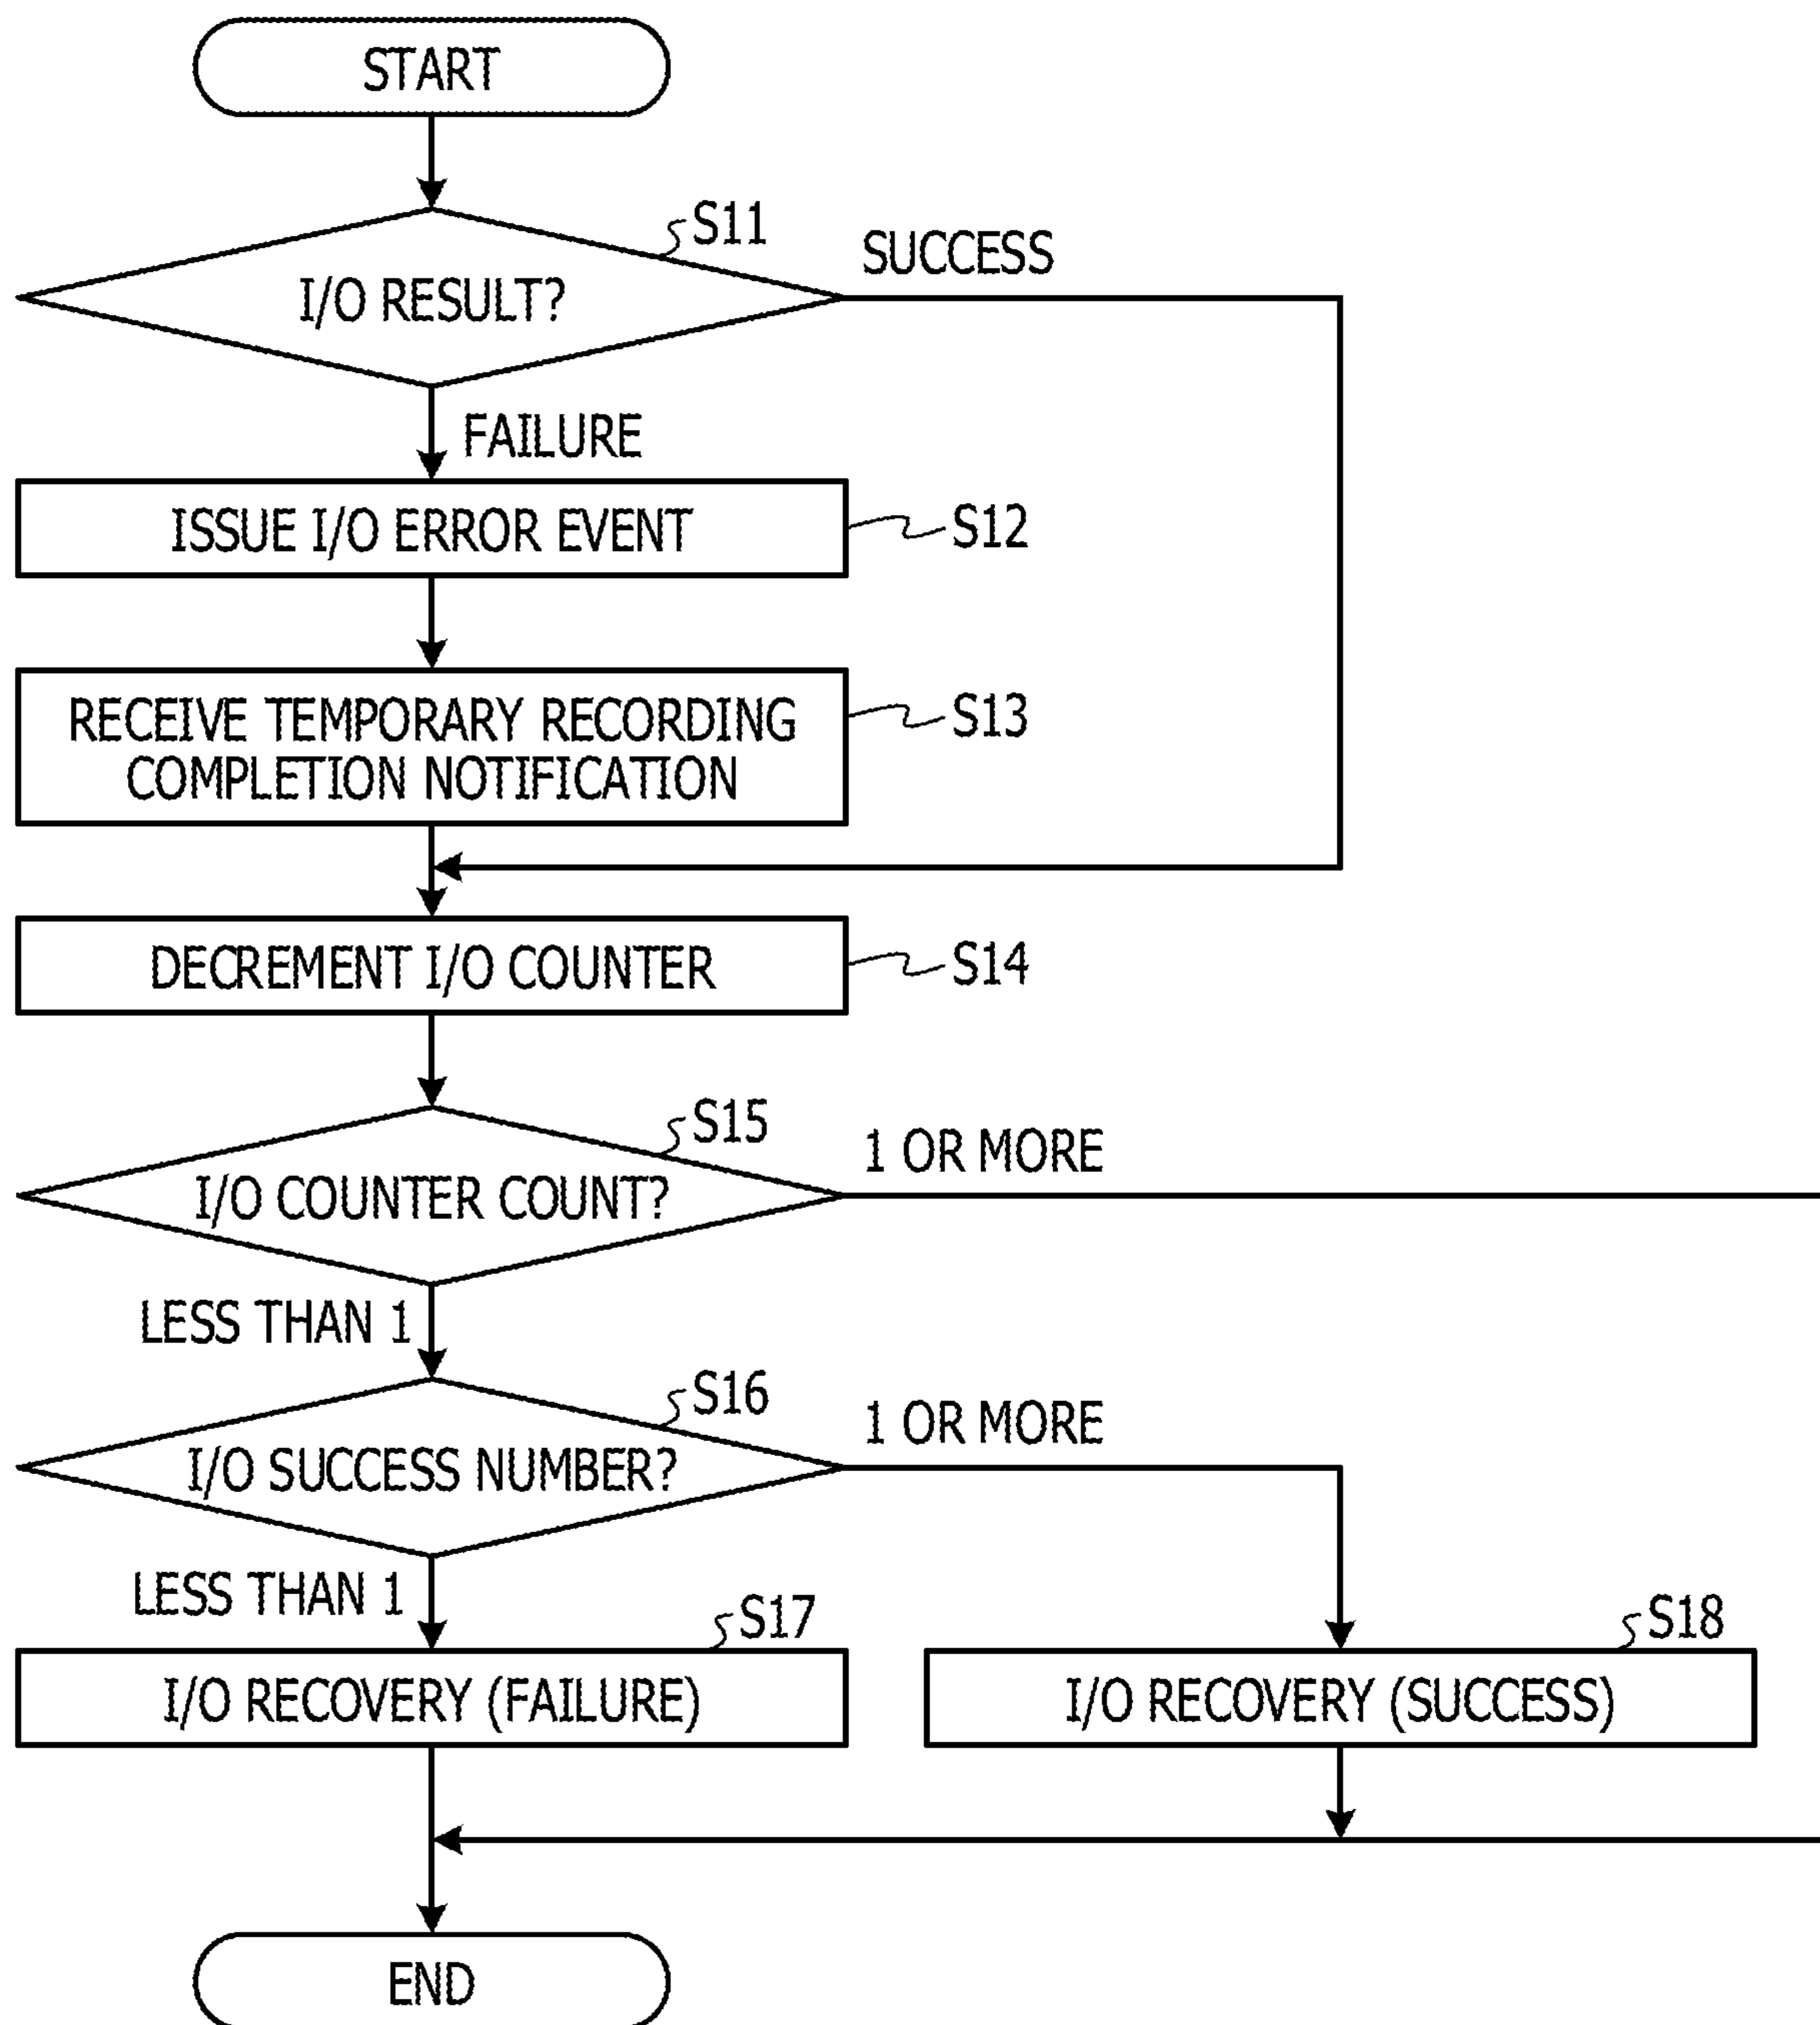 START
S11
SUCCESS
I/O RESULT?
FAILURE
ISSUE I/O ERROR EVENT
S12
RECEIVE TEMPORARY RECORDING
COMPLETION NOTIFICATION
S13
DECREMENT I/O COUNTER
S14
S15
1 OR MORE
I/O COUNTER COUNT?
LESS THAN 1
S16
1 OR MORE
I/O SUCCESS NUMBER?
LESS THAN 1
S17
S18
I/O RECOVERY (FAILURE)
I/O RECOVERY (SUCCESS)
END